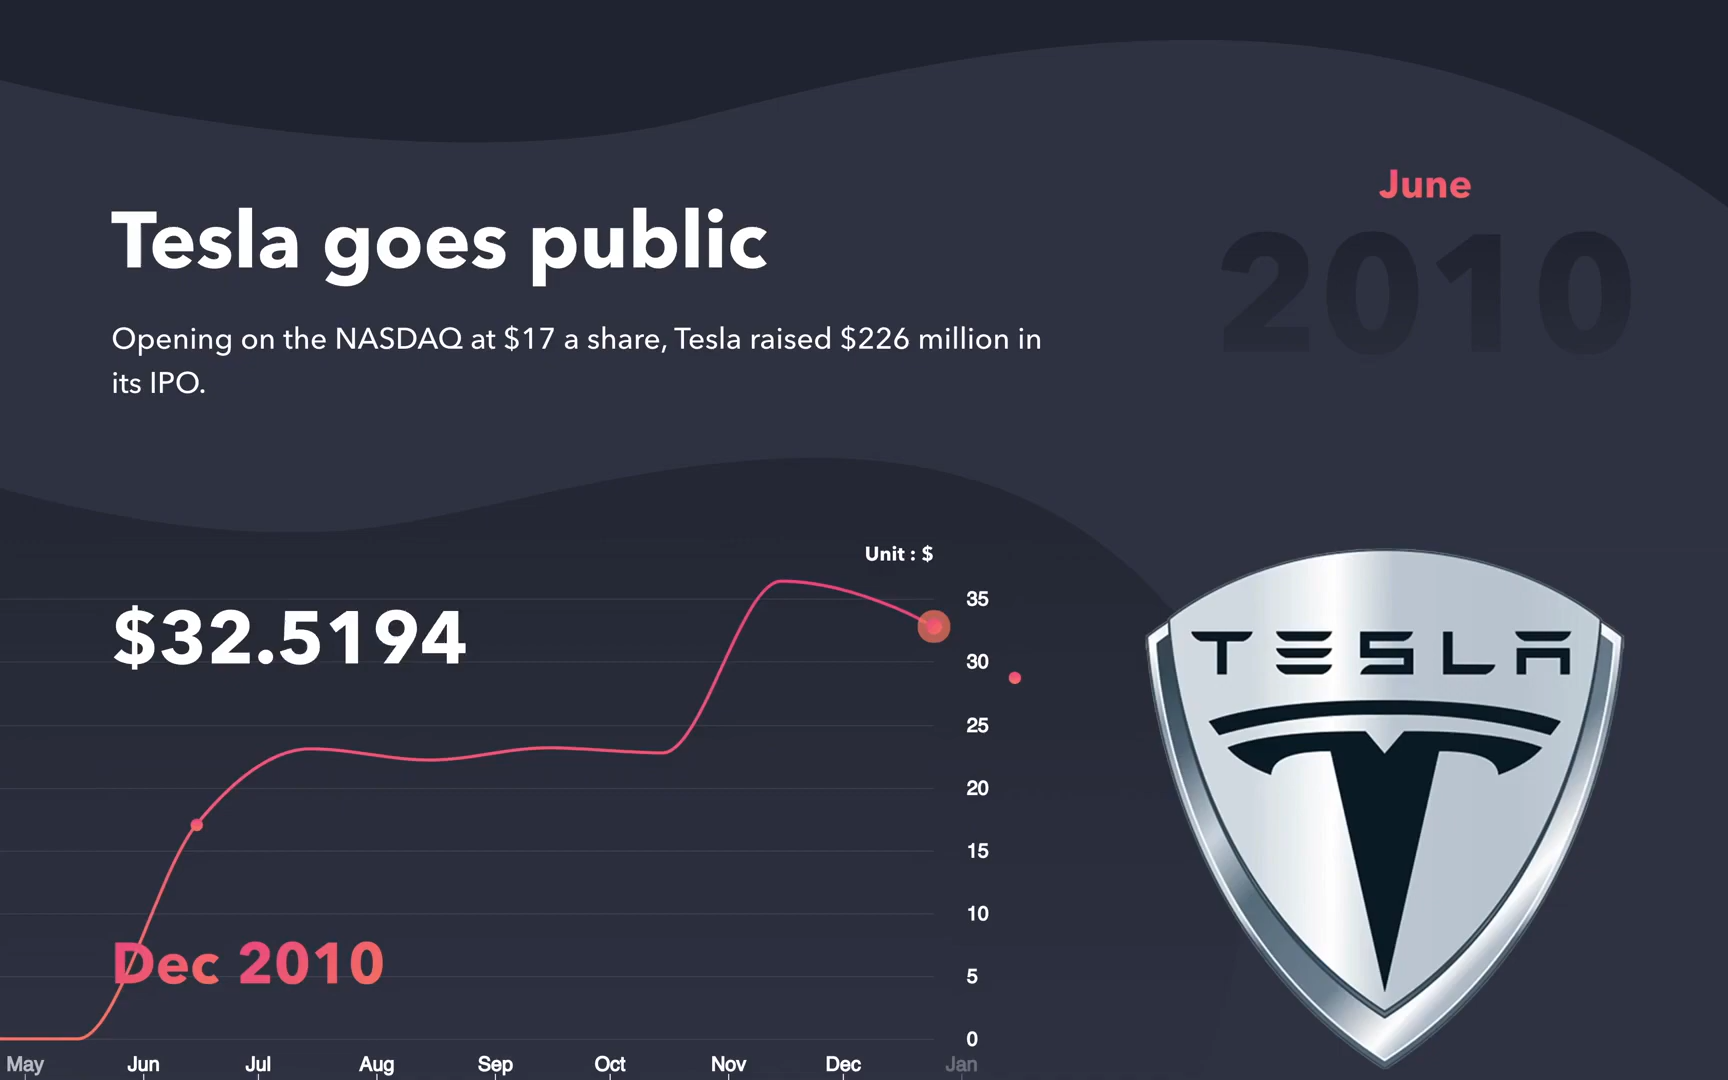 June
2010
Tesla goes public
Opening on the NASDAQ at $17 a share, Tesla raised $226 million in
its IPO.
Unit : $
$32.5194
35
30
25
20
15
10
5
0
Dec 2010
May Jun Jul Aug Sep Oct Nov Dec Jan
TESLA